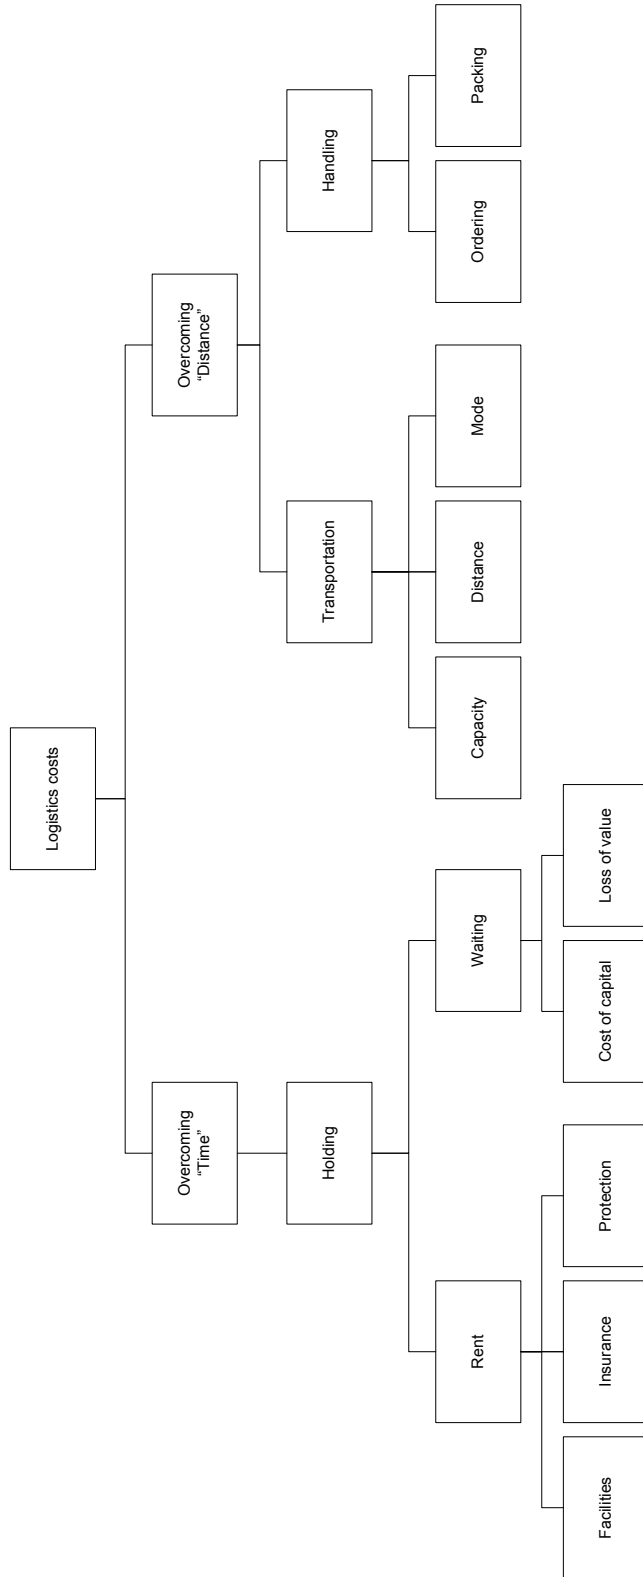 Logistics costs
Overcoming
“Time”
Overcoming
“Distance”
Holding
Transportation
Handling
Rent
Waiting
Capacity
Distance
Mode
Ordering
Packing
Facilities
Insurance
Protection
Cost of capital
Loss of value